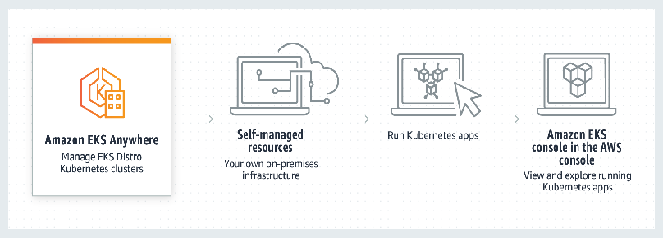 Amazon EKS Anywhere
Manage EKS Distro
Kubernetes clusters
Self-managed
resources
Your own on-premises
infrastructure
Run Kubernetes apps
Amazon EKS
console in the AWS
console
View and explore running
Kubernetes apps